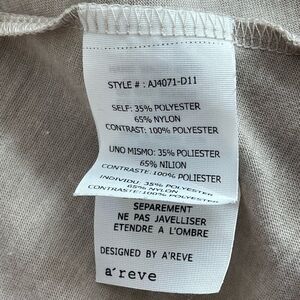 STYLE # : AJ4071-D11
SELF: 35% POLYESTER
65% NYLON
CONTRAST: 100% POLYESTER
UNO MISMO: 35% POLIESTER
65% NILION
CONTRASTE: 100% POLIESTER
INDIVIDU: 35% POLYESTER
65% NYLON
CONTRASTE: 100% POLYESTER
SEPAREMENT
NE PAS JAVELLISER
ETENDRE A L'OMBRE
DESIGNED BY A'REVE
a'reve